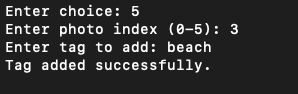 Enter choice: 5
Enter photo index (0-5): 3
Enter tag to add: beach
Tag added successfully.